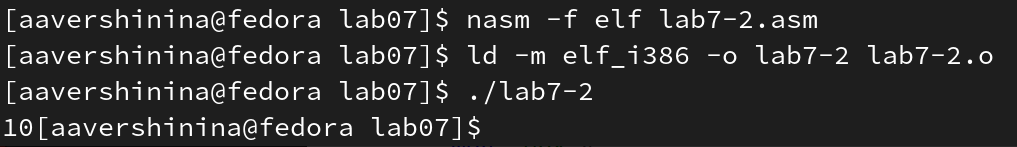 [aavershinina@fedora lab07]$ nasm -f elf lab7-2.asm
[aavershinina@fedora lab07]$ ld -m elf_i386 -o lab7-2 lab7-2.o
[aavershinina@fedora lab07]$ ./lab7-2
10[aavershinina@fedora lab07]$